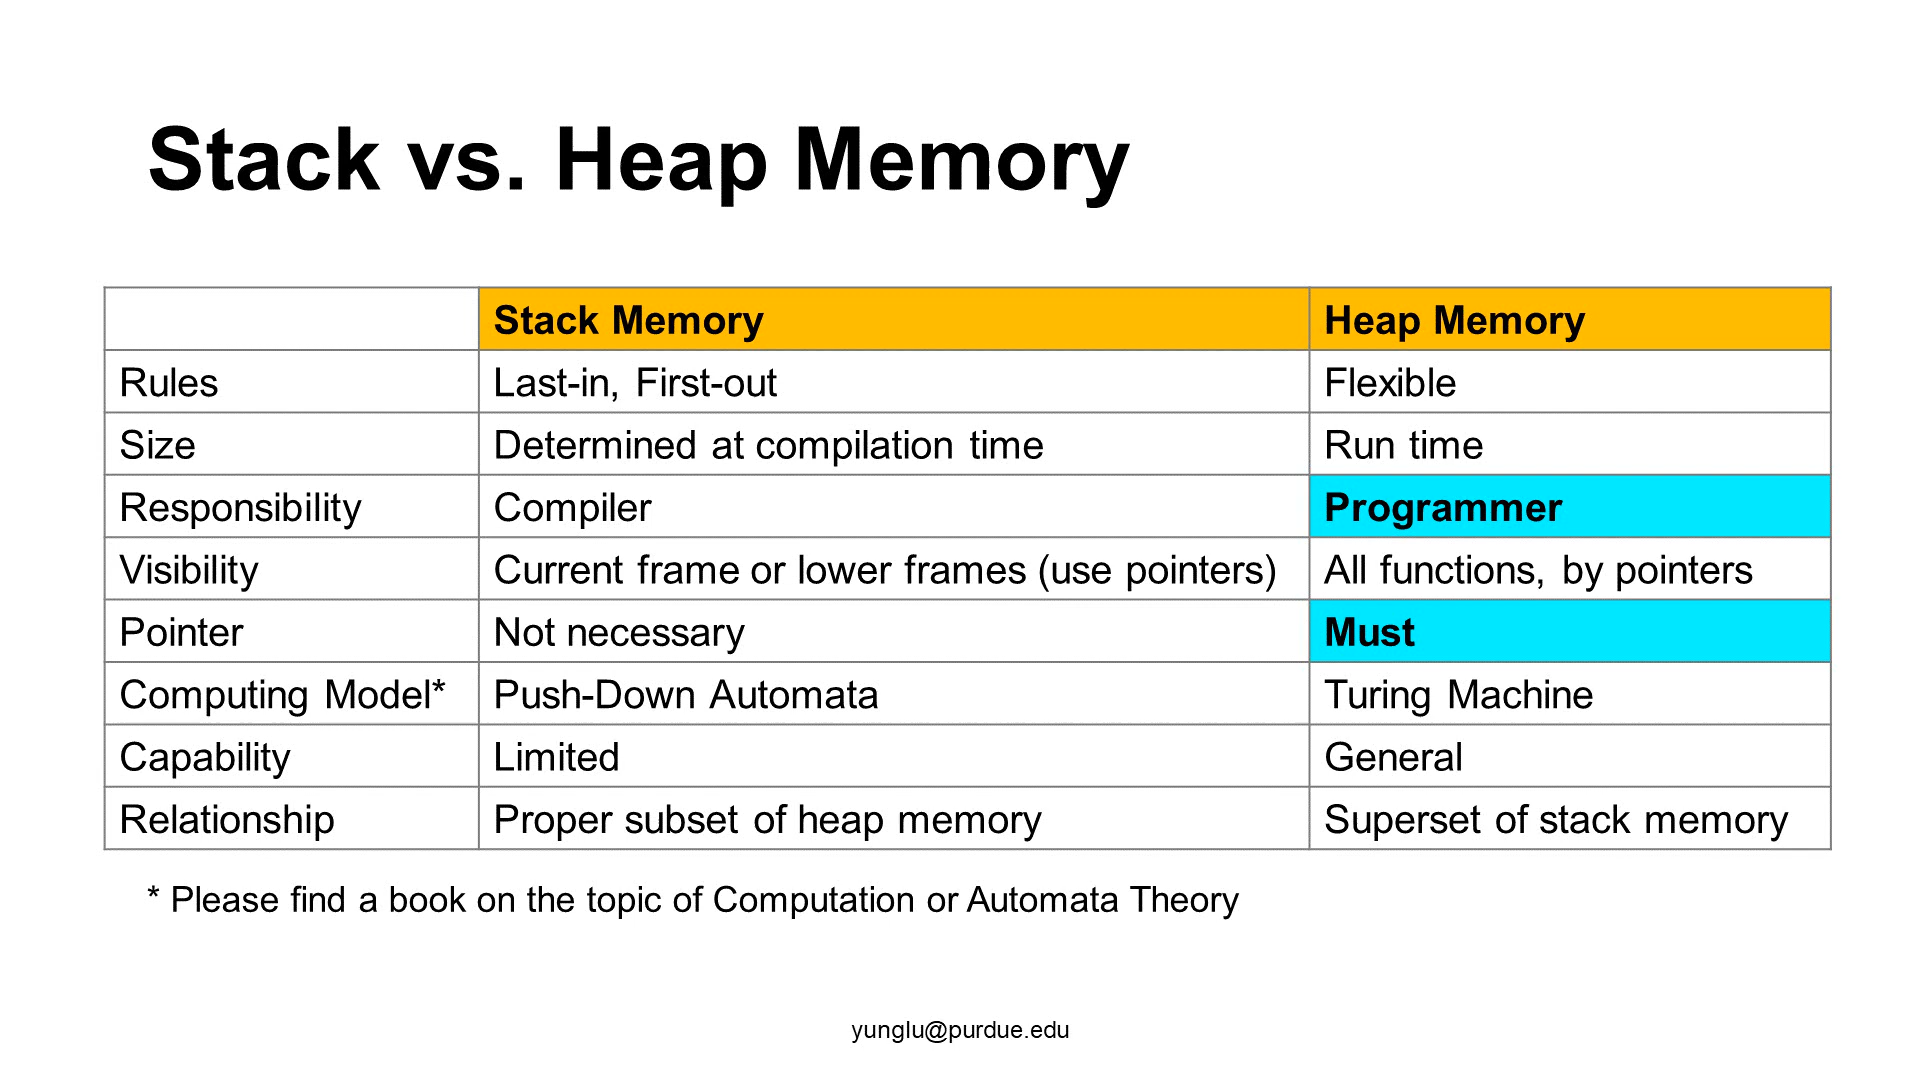 Stack vs. Heap Memory
Stack Memory Heap Memory
Rules Last-in, First-out Flexible
Size Determined at compilation time Run time
Responsibility Compiler Programmer
Visibility Current frame or lower frames (use pointers) All functions, by pointers
Pointer Not necessary Must
Computing Model* Push-Down Automata Turing Machine
Capability Limited General
Relationship Proper subset of heap memory Superset of stack memory
* Please find a book on the topic of Computation or Automata Theory
yunglu@purdue.edu